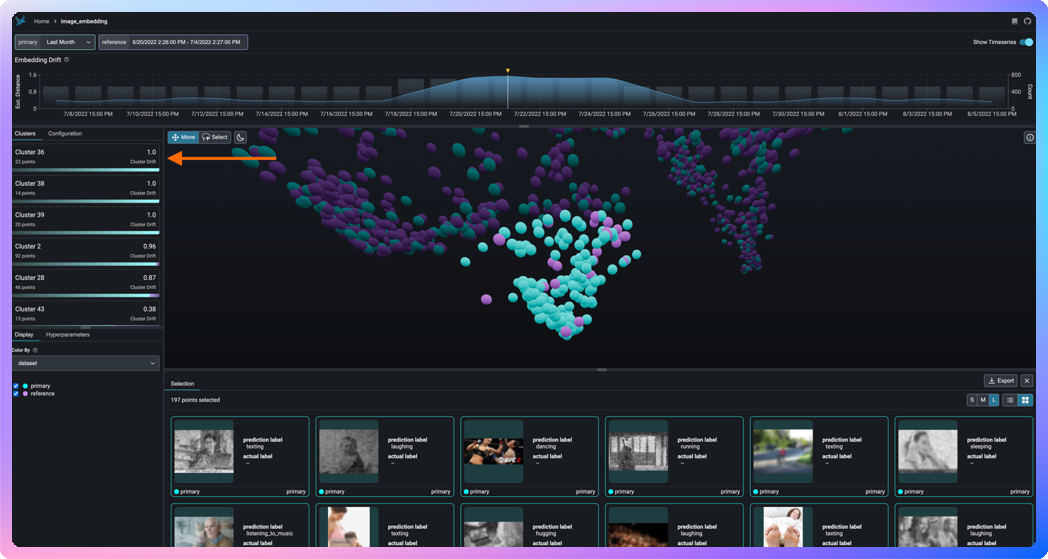 Home > image_embedding
primary Last Month reference 6/20/2022 2:26:00 PM - 7/4/2022 2:27:00 PM Show Timeseries
Embedding Drift
Euc. Distance
1.6
0.8
0
800
400
0
Count
7/8/2022 15:00 PM 7/10/2022 15:00 PM 7/12/2022 15:00 PM 7/14/2022 15:00 PM 7/16/2022 15:00 PM 7/18/2022 15:00 PM 7/20/2022 15:00 PM 7/22/2022 15:00 PM 7/24/2022 15:00 PM 7/26/2022 15:00 PM 7/28/2022 15:00 PM 7/30/2022 15:00 PM 8/1/2022 15:00 PM 8/3/2022 15:00 PM 8/5/2022 15:00 PM
Clusters Configuration
Move Select
Cluster 36 1.0
22 points Cluster Drift
Cluster 38 1.0
14 points Cluster Drift
Cluster 39 1.0
20 points Cluster Drift
Cluster 2 0.96
92 points Cluster Drift
Cluster 28 0.87
46 points Cluster Drift
Cluster 43 0.38
13 points Cluster Drift
Display Hyperparameters
Color By
dataset
primary
reference
Selection
Export
197 points selected
S M L
prediction label
texting
actual label
--
primary primary
prediction label
laughing
actual label
--
primary primary
prediction label
dancing
actual label
--
primary primary
prediction label
running
actual label
--
primary primary
prediction label
texting
actual label
--
primary primary
prediction label
sleeping
actual label
--
primary primary
prediction label
listening_to_music
actual label
prediction label
texting
actual label
prediction label
hugging
actual label
prediction label
laughing
actual label
prediction label
texting
actual label
prediction label
laughing
actual label